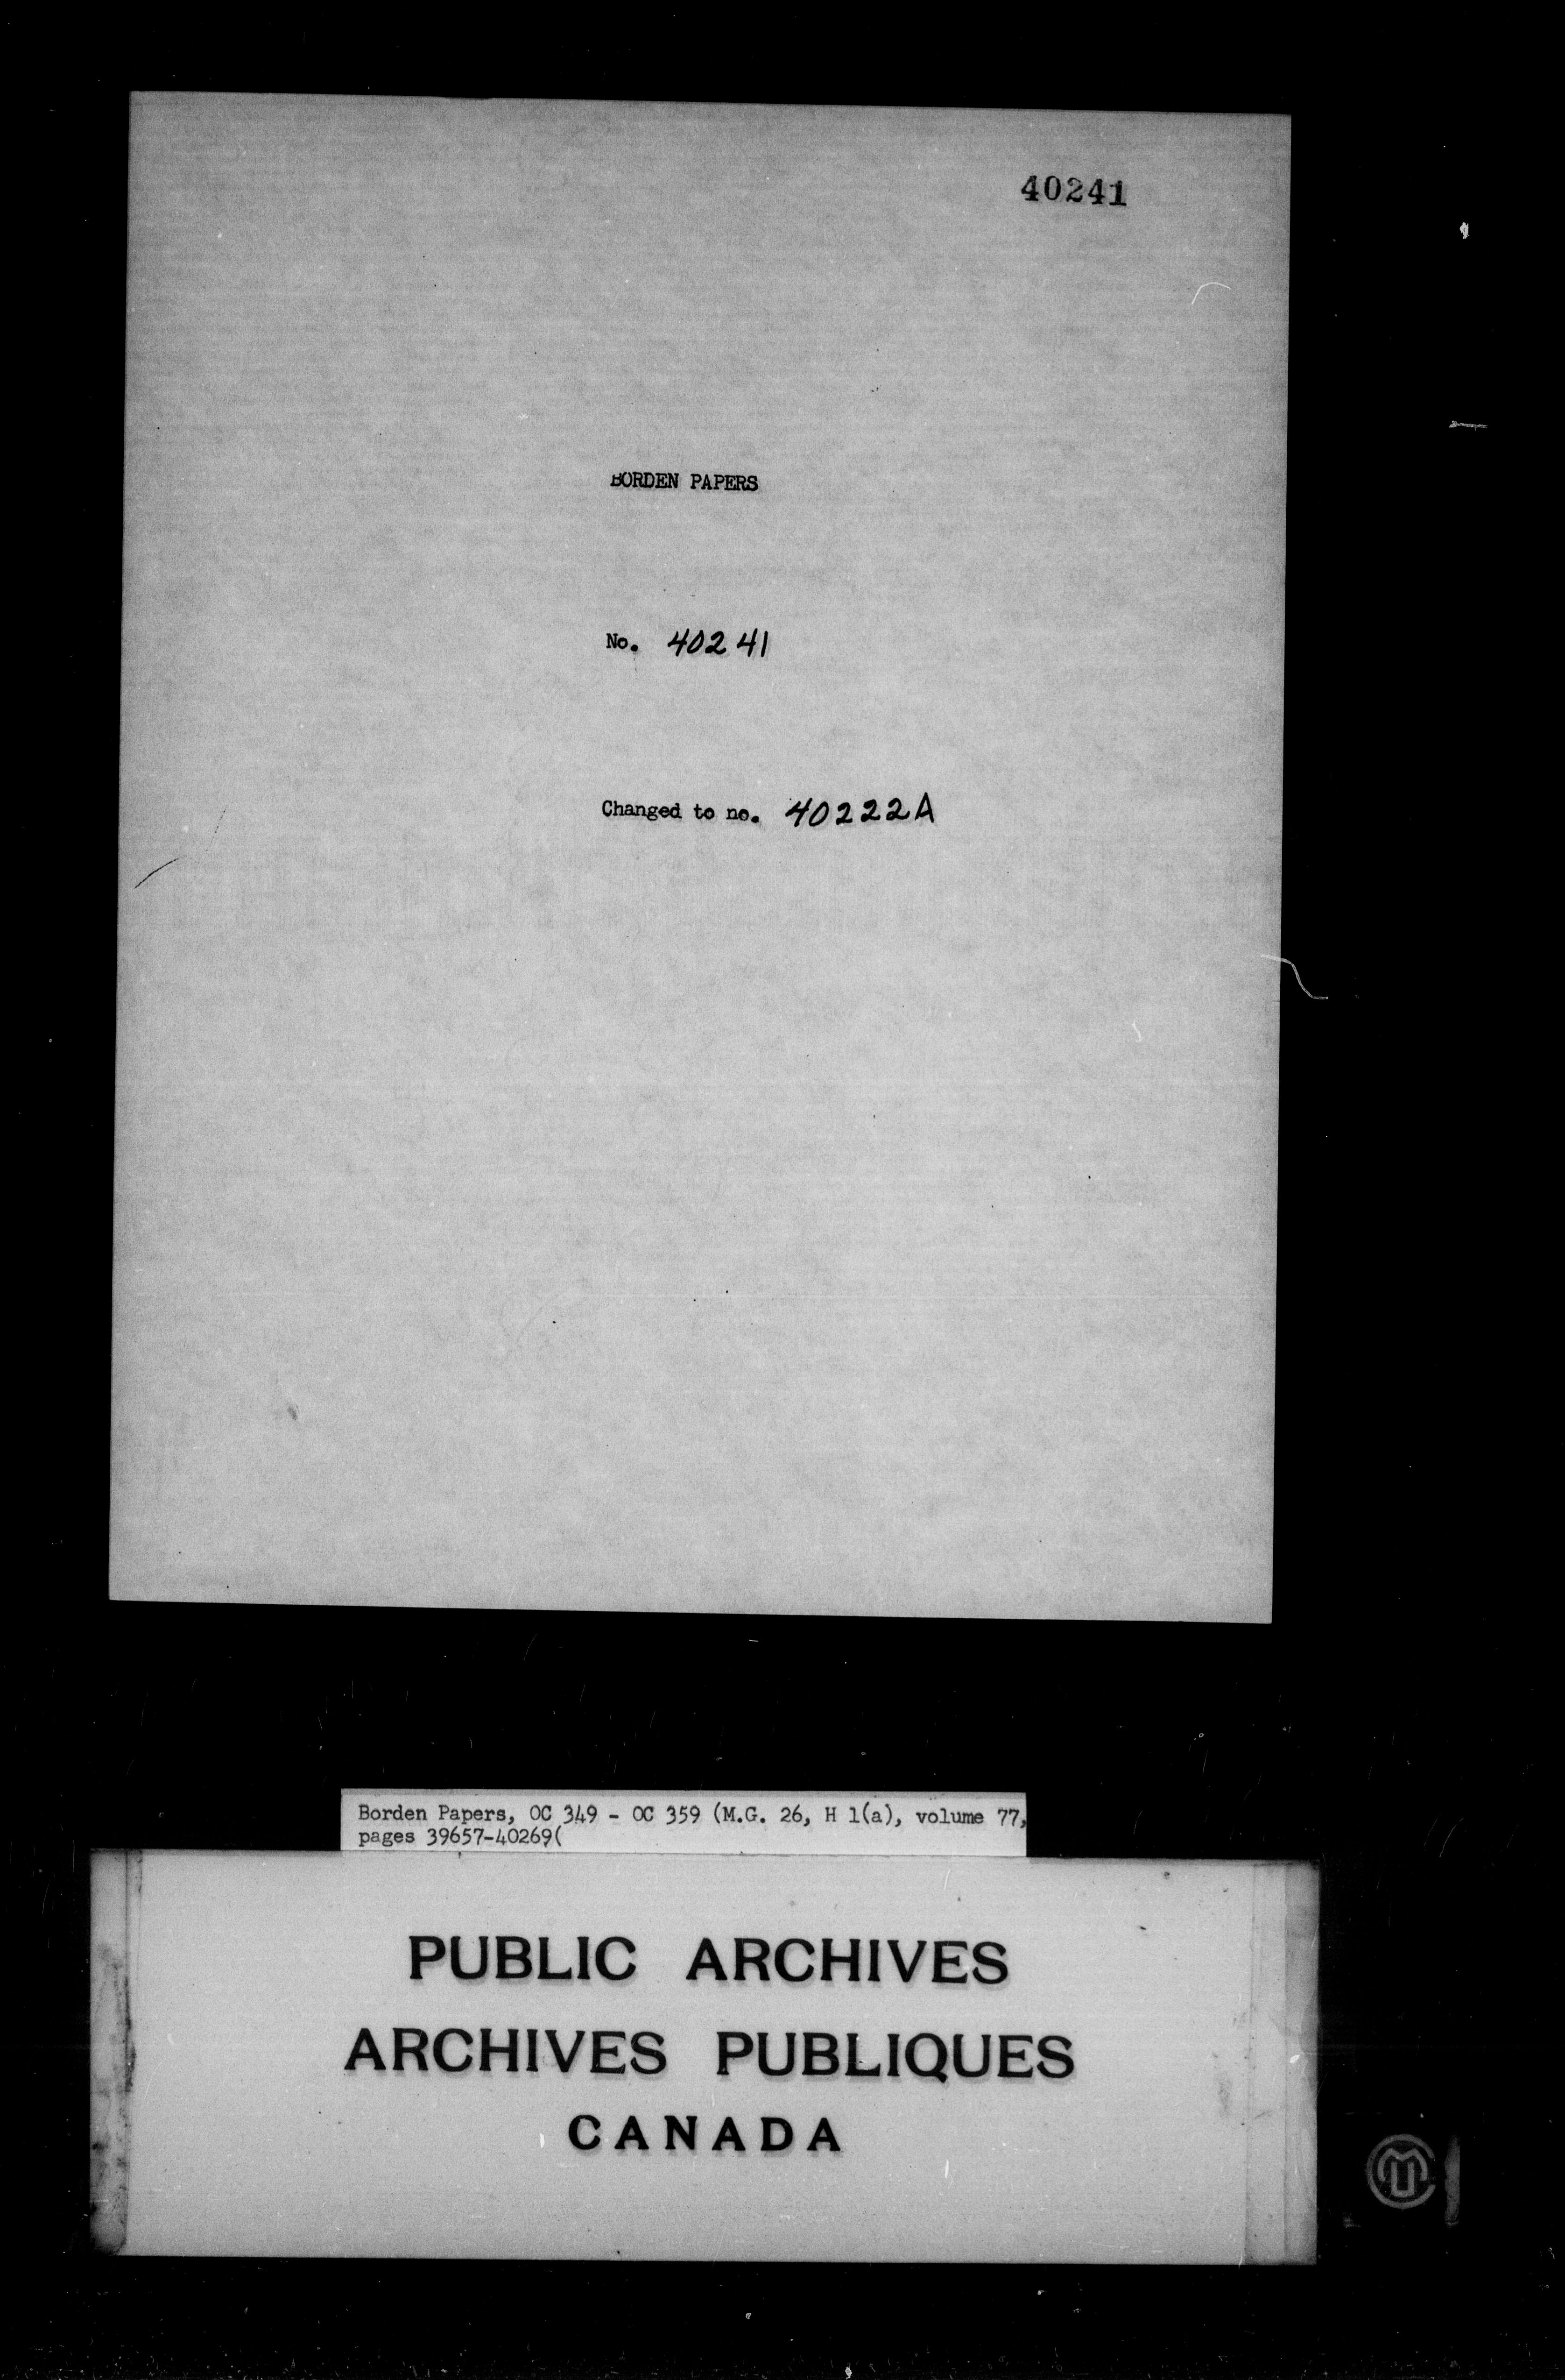 40241
BORDEN PAPERS
No. 40241
Changed to no. 40222A
Borden Papers, OC 349 - OC 359 (M.G. 26, H 1(a), volume 77,
pages 39657-40269(
PUBLIC ARCHIVES
ARCHIVES PUBLIQUES
CANADA